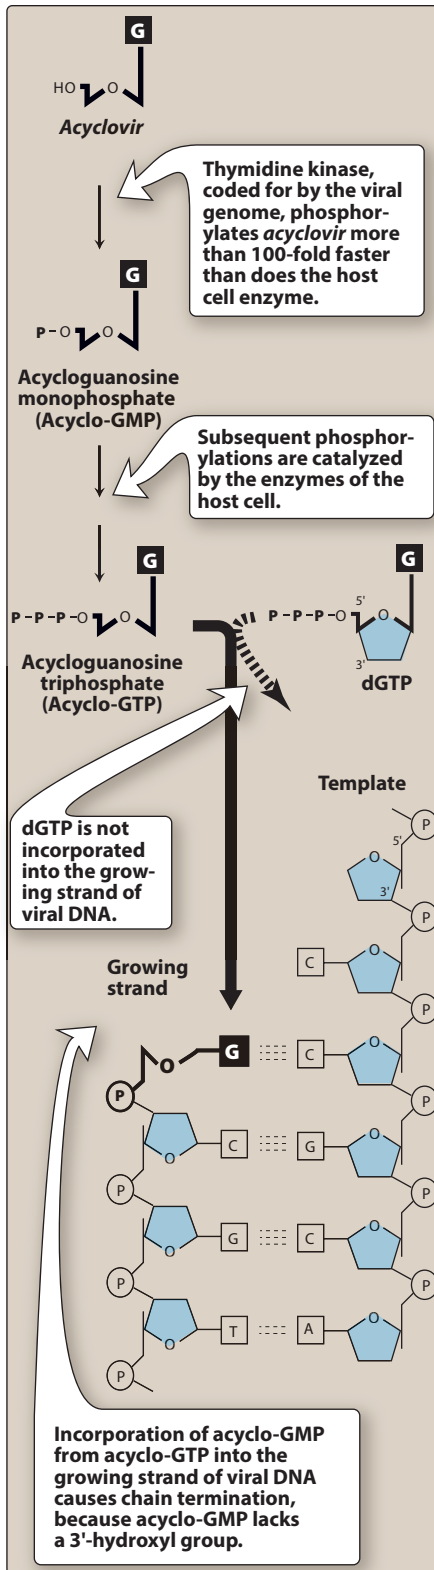 G
HO
O
Acyclovir
Thymidine kinase,
coded for by the viral
genome, phosphor-
ylates acyclovir more
than 100-fold faster
than does the host
cell enzyme.
G
P-O
O
Acycloguanosine
monophosphate
(Acyclo-GMP)
Subsequent phosphor-
ylations are catalyzed
by the enzymes of the
host cell.
G
P-P-P-O
O
Acycloguanosine
triphosphate
(Acyclo-GTP)
G
P-P-P-O
5'
O
3'
dGTP
dGTP is not
incorporated
into the grow-
ing strand of
viral DNA.
Template
P
5'
O
3'
P
C
O
P
Growing
strand
O
G
C
O
P
P
O
C
G
O
P
P
O
G
C
O
P
P
O
T
A
O
P
Incorporation of acyclo-GMP
from acyclo-GTP into the
growing strand of viral DNA
causes chain termination,
because acyclo-GMP lacks
a 3'-hydroxyl group.